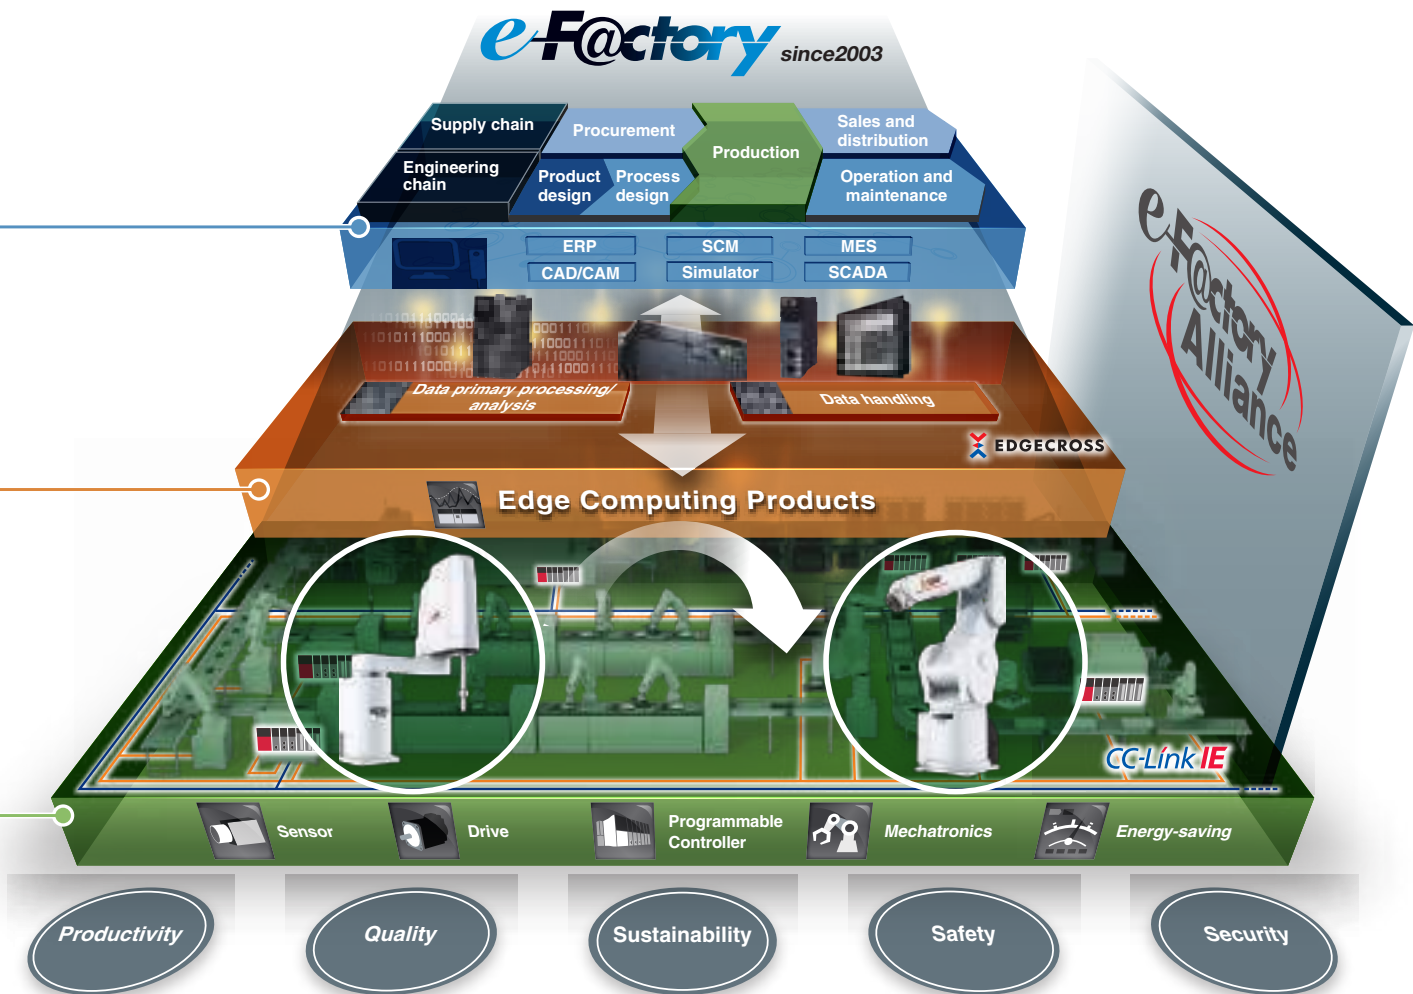 e-F@ctory since2003
Supply chain
Procurement
Production
Sales and
distribution
Engineering
chain
Product
design
Process
design
Operation and
maintenance
ERP
SCM
MES
CAD/CAM
Simulator
SCADA
Data primary processing/
analysis
Data handling
EDGECROSS
Edge Computing Products
e-F@ctory
Alliance
CC-Link IE
Sensor
Drive
Programmable
Controller
Mechatronics
Energy-saving
Productivity
Quality
Sustainability
Safety
Security